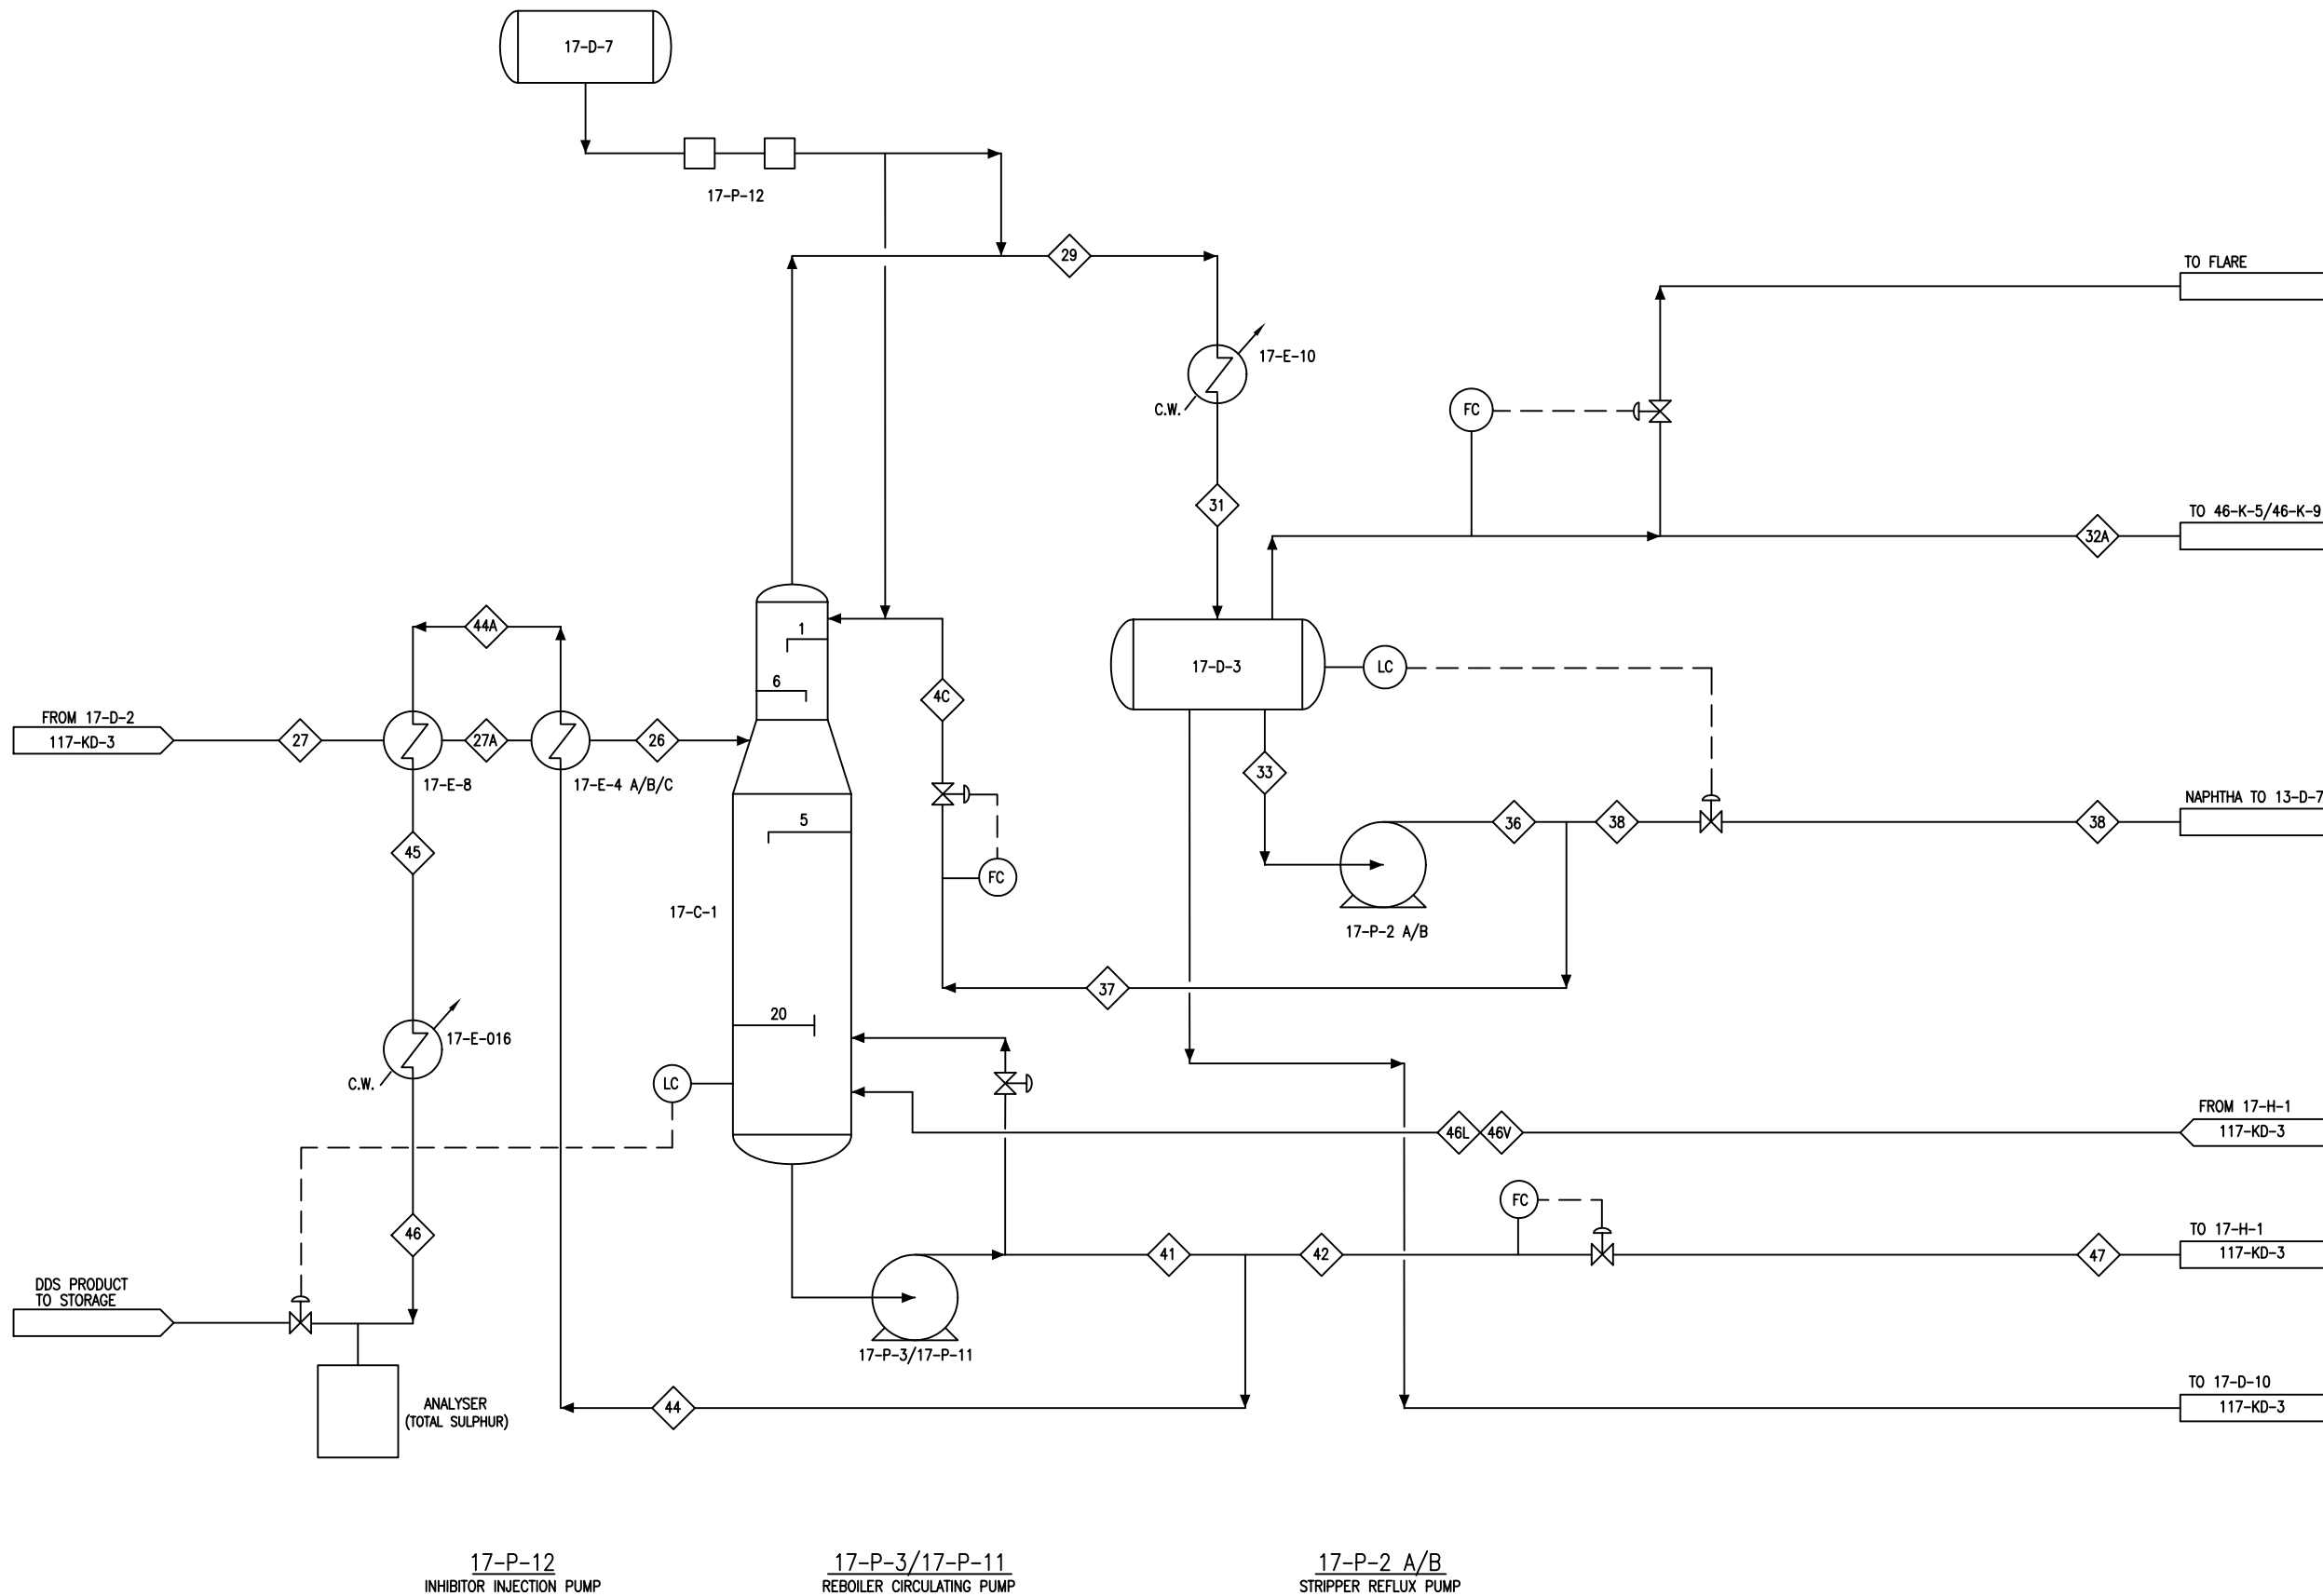 17-D-7
17-P-12
29
TO FLARE
17-E-10
C.W.
FC
31
TO 46-K-5/46-K-9
32A
44A
1
6
4C
17-D-3
LC
FROM 17-D-2
117-KD-3
27
27A
26
17-E-8
17-E-4 A/B/C
33
NAPHTHA TO 13-D-7
36
38
38
5
45
FC
17-C-1
17-P-2 A/B
37
20
17-E-016
C.W.
LC
46L
46V
FROM 17-H-1
117-KD-3
FC
46
41
42
47
TO 17-H-1
117-KD-3
DDS PRODUCT
TO STORAGE
17-P-3/17-P-11
44
TO 17-D-10
117-KD-3
ANALYSER
(TOTAL SULPHUR)
17-P-12
INHIBITOR INJECTION PUMP
17-P-3/17-P-11
REBOILER CIRCULATING PUMP
17-P-2 A/B
STRIPPER REFLUX PUMP